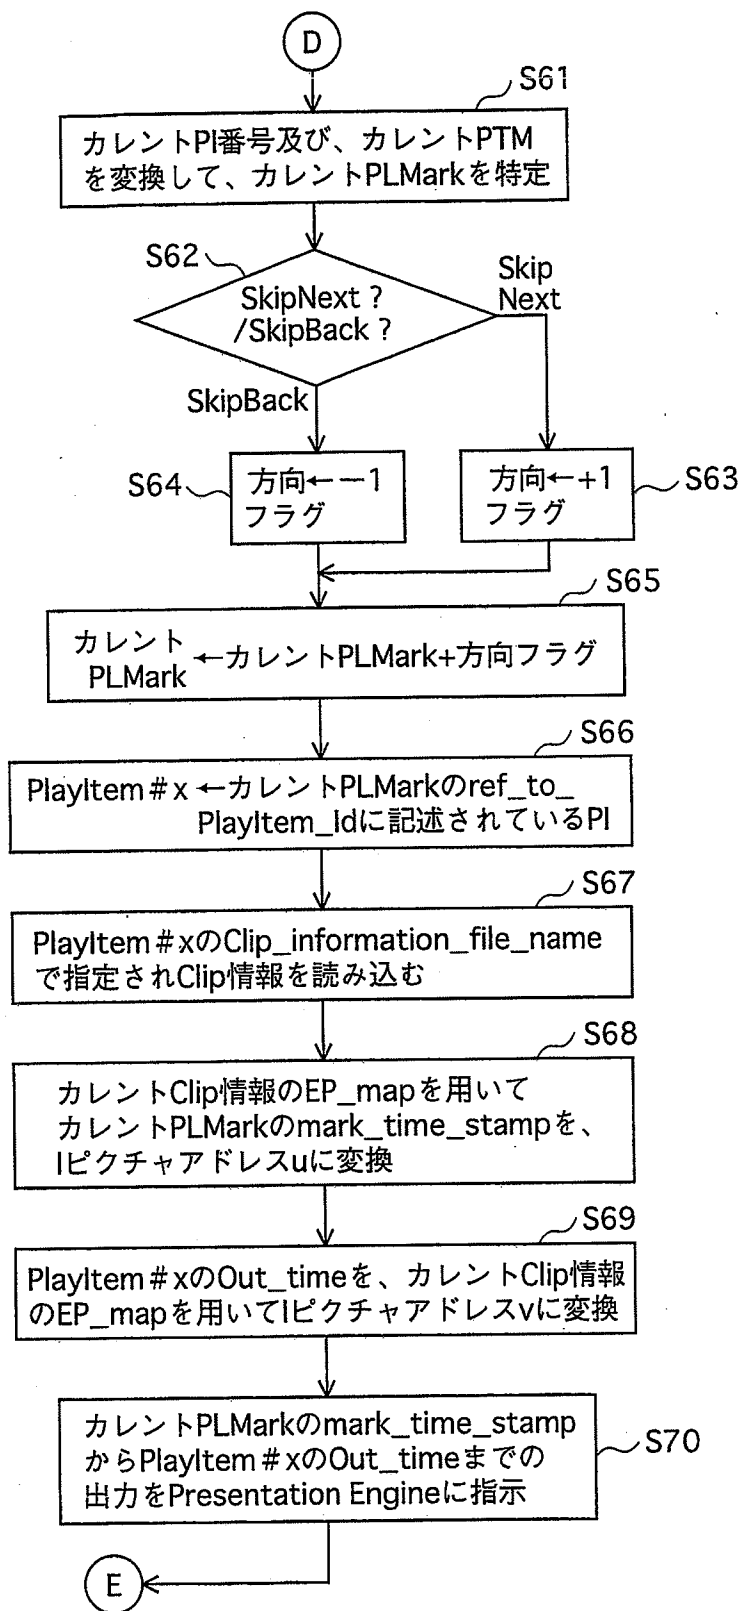 D
S61
カレントPI番号及び、カレントPTM
を変換して、カレントPLMarkを特定
S62
SkipNext ?
/SkipBack ?
Skip
Next
SkipBack
S64
方向←−1
フラグ
方向←+1
フラグ
S63
S65
カレント
PLMark
←カレントPLMark+方向フラグ
S66
PlayItem#x←カレントPLMarkのref_to_
PlayItem_Idに記述されているPI
S67
PlayItem#xのClip_information_file_name
で指定されClip情報を読み込む
S68
カレントClip情報のEP_mapを用いて
カレントPLMarkのmark_time_stampを、
Iピクチャアドレスuに変換
S69
PlayItem#xのOut_timeを、カレントClip情報
のEP_mapを用いてIピクチャアドレスvに変換
カレントPLMarkのmark_time_stamp
からPlayItem#xのOut_timeまでの
出力をPresentation Engineに指示
S70
E